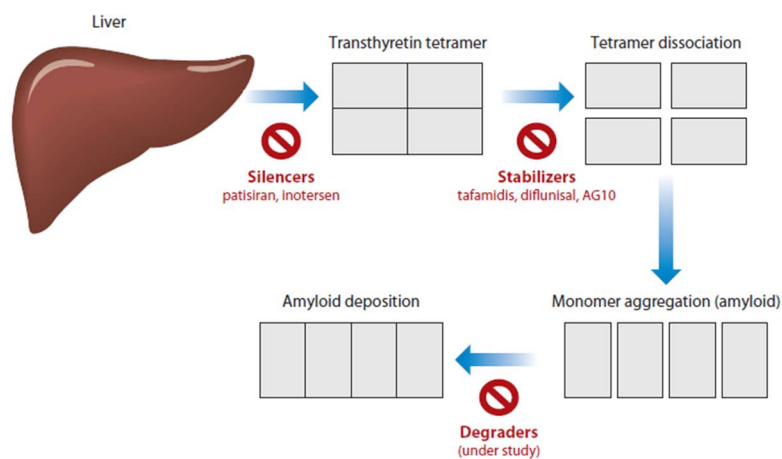 Liver
Transthyretin tetramer
Tetramer dissociation
Silencers
patisiran, inotersen
Stabilizers
tafamidis, diflunisal, AG10
Amyloid deposition
Monomer aggregation (amyloid)
Degraders
(under study)